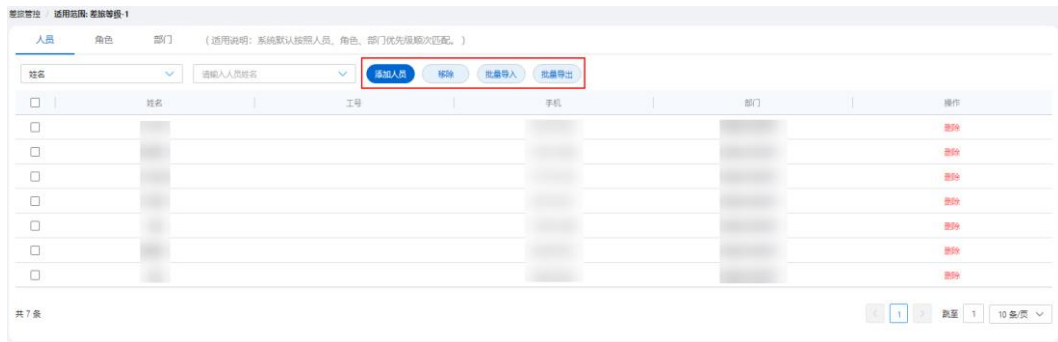 差旅管控 / 适用范围: 差旅等级-1
人员 角色 部门 (适用说明：系统默认按照人员、角色、部门优先级顺次匹配。)
姓名 请输入人员姓名 添加人员 移除 批量导入 批量导出
姓名 工号 手机 部门 操作
删除
删除
删除
删除
删除
删除
删除
共 7 条 1 跳至 1 10 条/页